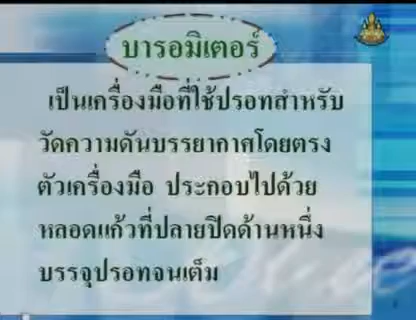 บารอมิเตอร์
เป็นเครื่องมือที่ใช้ปรอทสำหรับ
วัดความดันบรรยากาศโดยตรง
ตัวเครื่องมือ ประกอบไปด้วย
หลอดแก้วที่ปลายปิดด้านหนึ่ง
บรรจุปรอทจนเต็ม